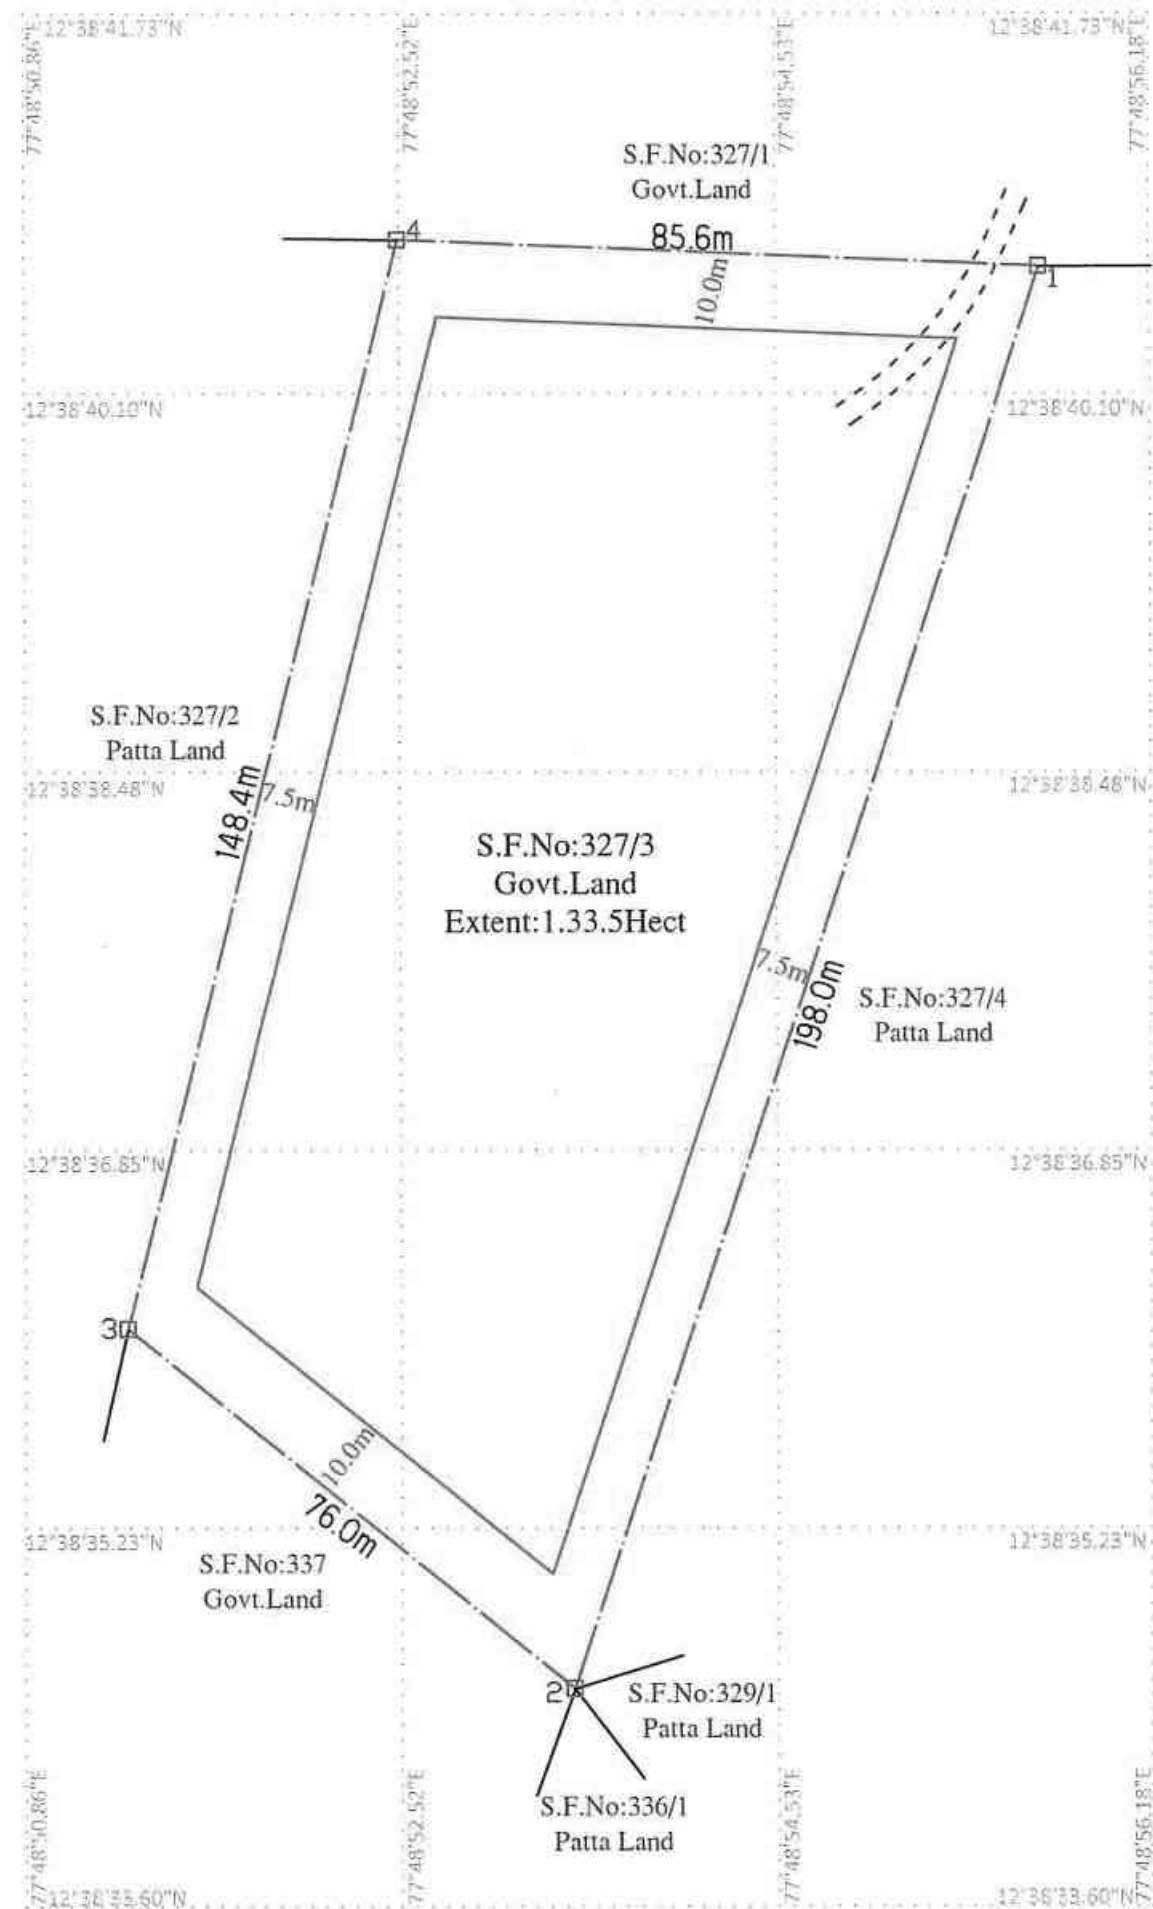 12°38'41.73"N
77°48'50.86"E
77°48'52.52"E
77°48'54.53"E
12°38'41.73"N
77°48'56.18"E
S.F.No:327/1
Govt.Land
4
85.6m
1
10.0m
12°38'40.10"N
12°38'40.10"N
S.F.No:327/2
Patta Land
148.4m
7.5m
12°38'38.48"N
12°38'38.48"N
S.F.No:327/3
Govt.Land
Extent:1.33.5Hect
7.5m
198.0m
S.F.No:327/4
Patta Land
12°38'36.85"N
12°38'36.85"N
3
10.0m
76.0m
12°38'35.23"N
12°38'35.23"N
S.F.No:337
Govt.Land
2
S.F.No:329/1
Patta Land
S.F.No:336/1
Patta Land
77°48'50.86"E
77°48'52.52"E
77°48'54.53"E
77°48'56.18"E
12°38'33.60"N
12°38'33.60"N